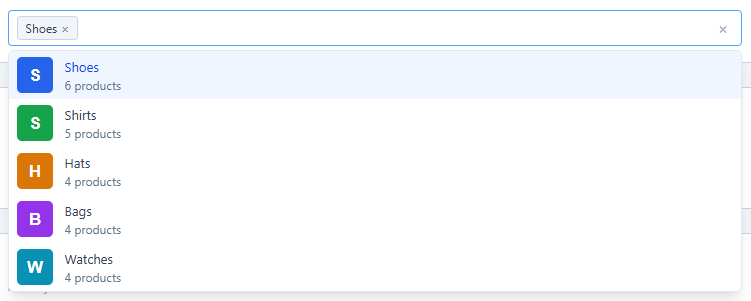 Shoes ×
×
S
Shoes
6 products
S
Shirts
5 products
H
Hats
4 products
B
Bags
4 products
W
Watches
4 products